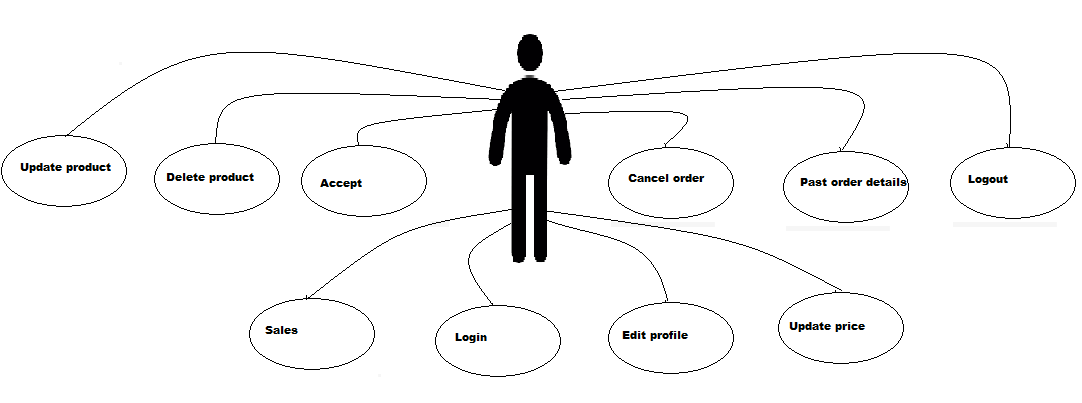 Update product
Delete product
Accept
Cancel order
Past order details
Logout
Sales
Login
Edit profile
Update price